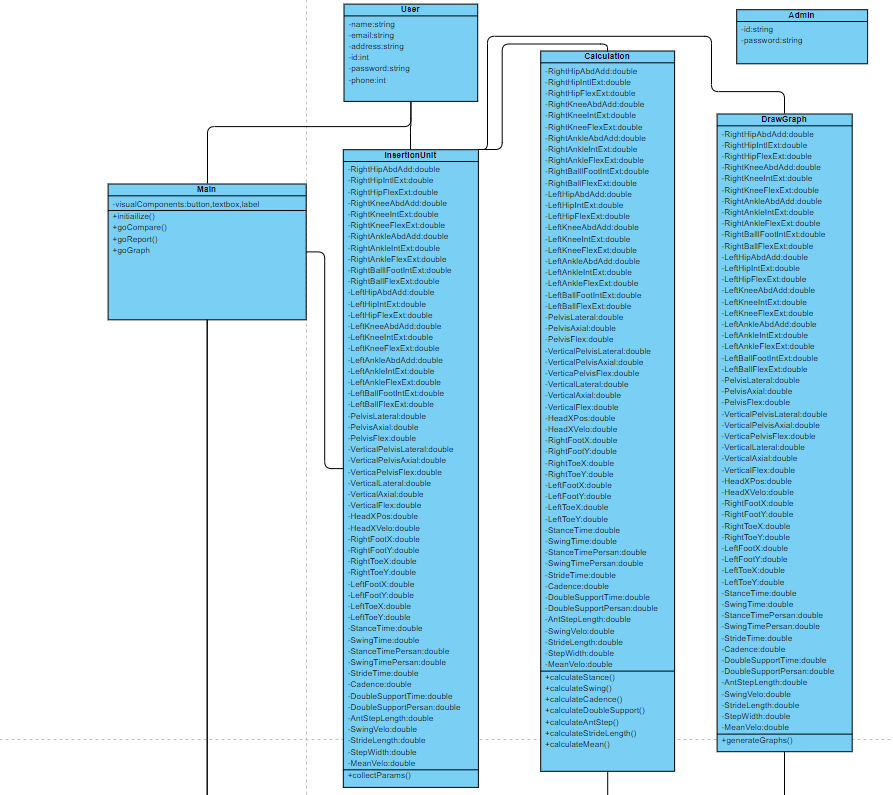 User
-name:string
-email:string
-address:string
-id:int
-password:string
-phone:int
Admin
-id:string
-password:string
Main
-visualComponents:button,textbox,label
+initiailize()
+goCompare()
+goReport()
+goGraph
InsertionUnit
-RightHipAbdAdd:double
-RightHipIntlExt:double
-RightHipFlexExt:double
-RightKneeAbdAdd:double
-RightKneeIntExt:double
-RightKneeFlexExt:double
-RightAnkleAbdAdd:double
-RightAnkleIntExt:double
-RightAnkleFlexExt:double
-RightBalllFootIntExt:double
-RightBallFlexExt:double
-LeftHipAbdAdd:double
-LeftHipIntExt:double
-LeftHipFlexExt:double
-LeftKneeAbdAdd:double
-LeftKneeIntExt:double
-LeftKneeFlexExt:double
-LeftAnkleAbdAdd:double
-LeftAnkleIntExt:double
-LeftAnkleFlexExt:double
-LeftBallFootIntExt:double
-LeftBallFlexExt:double
-PelvisLateral:double
-PelvisAxial:double
-PelvisFlex:double
-VerticalPelvisLateral:double
-VerticalPelvisAxial:double
-VerticaPelvisFlex:double
-VerticalLateral:double
-VerticalAxial:double
-VerticalFlex:double
-HeadXPos:double
-HeadXVelo:double
-RightFootX:double
-RightFootY:double
-RightToeX:double
-RightToeY:double
-LeftFootX:double
-LeftFootY:double
-LeftToeX:double
-LeftToeY:double
-StanceTime:double
-SwingTime:double
-StanceTimePersan:double
-SwingTimePersan:double
-StrideTime:double
-Cadence:double
-DoubleSupportTime:double
-DoubleSupportPersan:double
-AntStepLength:double
-SwingVelo:double
-StrideLength:double
-StepWidth:double
-MeanVelo:double
+collectParams()
Calculation
-RightHipAbdAdd:double
-RightHipIntlExt:double
-RightHipFlexExt:double
-RightKneeAbdAdd:double
-RightKneeIntExt:double
-RightKneeFlexExt:double
-RightAnkleAbdAdd:double
-RightAnkleIntExt:double
-RightAnkleFlexExt:double
-RightBalllFootIntExt:double
-RightBallFlexExt:double
-LeftHipAbdAdd:double
-LeftHipIntExt:double
-LeftHipFlexExt:double
-LeftKneeAbdAdd:double
-LeftKneeIntExt:double
-LeftKneeFlexExt:double
-LeftAnkleAbdAdd:double
-LeftAnkleIntExt:double
-LeftAnkleFlexExt:double
-LeftBallFootIntExt:double
-LeftBallFlexExt:double
-PelvisLateral:double
-PelvisAxial:double
-PelvisFlex:double
-VerticalPelvisLateral:double
-VerticalPelvisAxial:double
-VerticaPelvisFlex:double
-VerticalLateral:double
-VerticalAxial:double
-VerticalFlex:double
-HeadXPos:double
-HeadXVelo:double
-RightFootX:double
-RightFootY:double
-RightToeX:double
-RightToeY:double
-LeftFootX:double
-LeftFootY:double
-LeftToeX:double
-LeftToeY:double
-StanceTime:double
-SwingTime:double
-StanceTimePersan:double
-SwingTimePersan:double
-StrideTime:double
-Cadence:double
-DoubleSupportTime:double
-DoubleSupportPersan:double
-AntStepLength:double
-SwingVelo:double
-StrideLength:double
-StepWidth:double
-MeanVelo:double
+calculateStance()
+calculateSwing()
+calculateCadence()
+calculateDoubleSupport()
+calculateAntStep()
+calculateStrideLength()
+calculateMean()
DrawGraph
-RightHipAbdAdd:double
-RightHipIntExt:double
-RightHipFlexExt:double
-RightKneeAbdAdd:double
-RightKneeIntExt:double
-RightKneeFlexExt:double
-RightAnkleAbdAdd:double
-RightAnkleIntExt:double
-RightAnkleFlexExt:double
-RightBalllFootIntExt:double
-RightBallFlexExt:double
-LeftHipAbdAdd:double
-LeftHipIntExt:double
-LeftHipFlexExt:double
-LeftKneeAbdAdd:double
-LeftKneeIntExt:double
-LeftKneeFlexExt:double
-LeftAnkleAbdAdd:double
-LeftAnkleIntExt:double
-LeftAnkleFlexExt:double
-LeftBallFootIntExt:double
-LeftBallFlexExt:double
-PelvisLateral:double
-PelvisAxial:double
-PelvisFlex:double
-VerticalPelvisLateral:double
-VerticalPelvisAxial:double
-VerticaPelvisFlex:double
-VerticalLateral:double
-VerticalAxial:double
-VerticalFlex:double
-HeadXPos:double
-HeadXVelo:double
-RightFootX:double
-RightFootY:double
-RightToeX:double
-RightToeY:double
-LeftFootX:double
-LeftFootY:double
-LeftToeX:double
-LeftToeY:double
-StanceTime:double
-SwingTime:double
-StanceTimePersan:double
-SwingTimePersan:double
-StrideTime:double
-Cadence:double
-DoubleSupportTime:double
-DoubleSupportPersan:double
-AntStepLength:double
-SwingVelo:double
-StrideLength:double
-StepWidth:double
-MeanVelo:double
+generateGraphs()